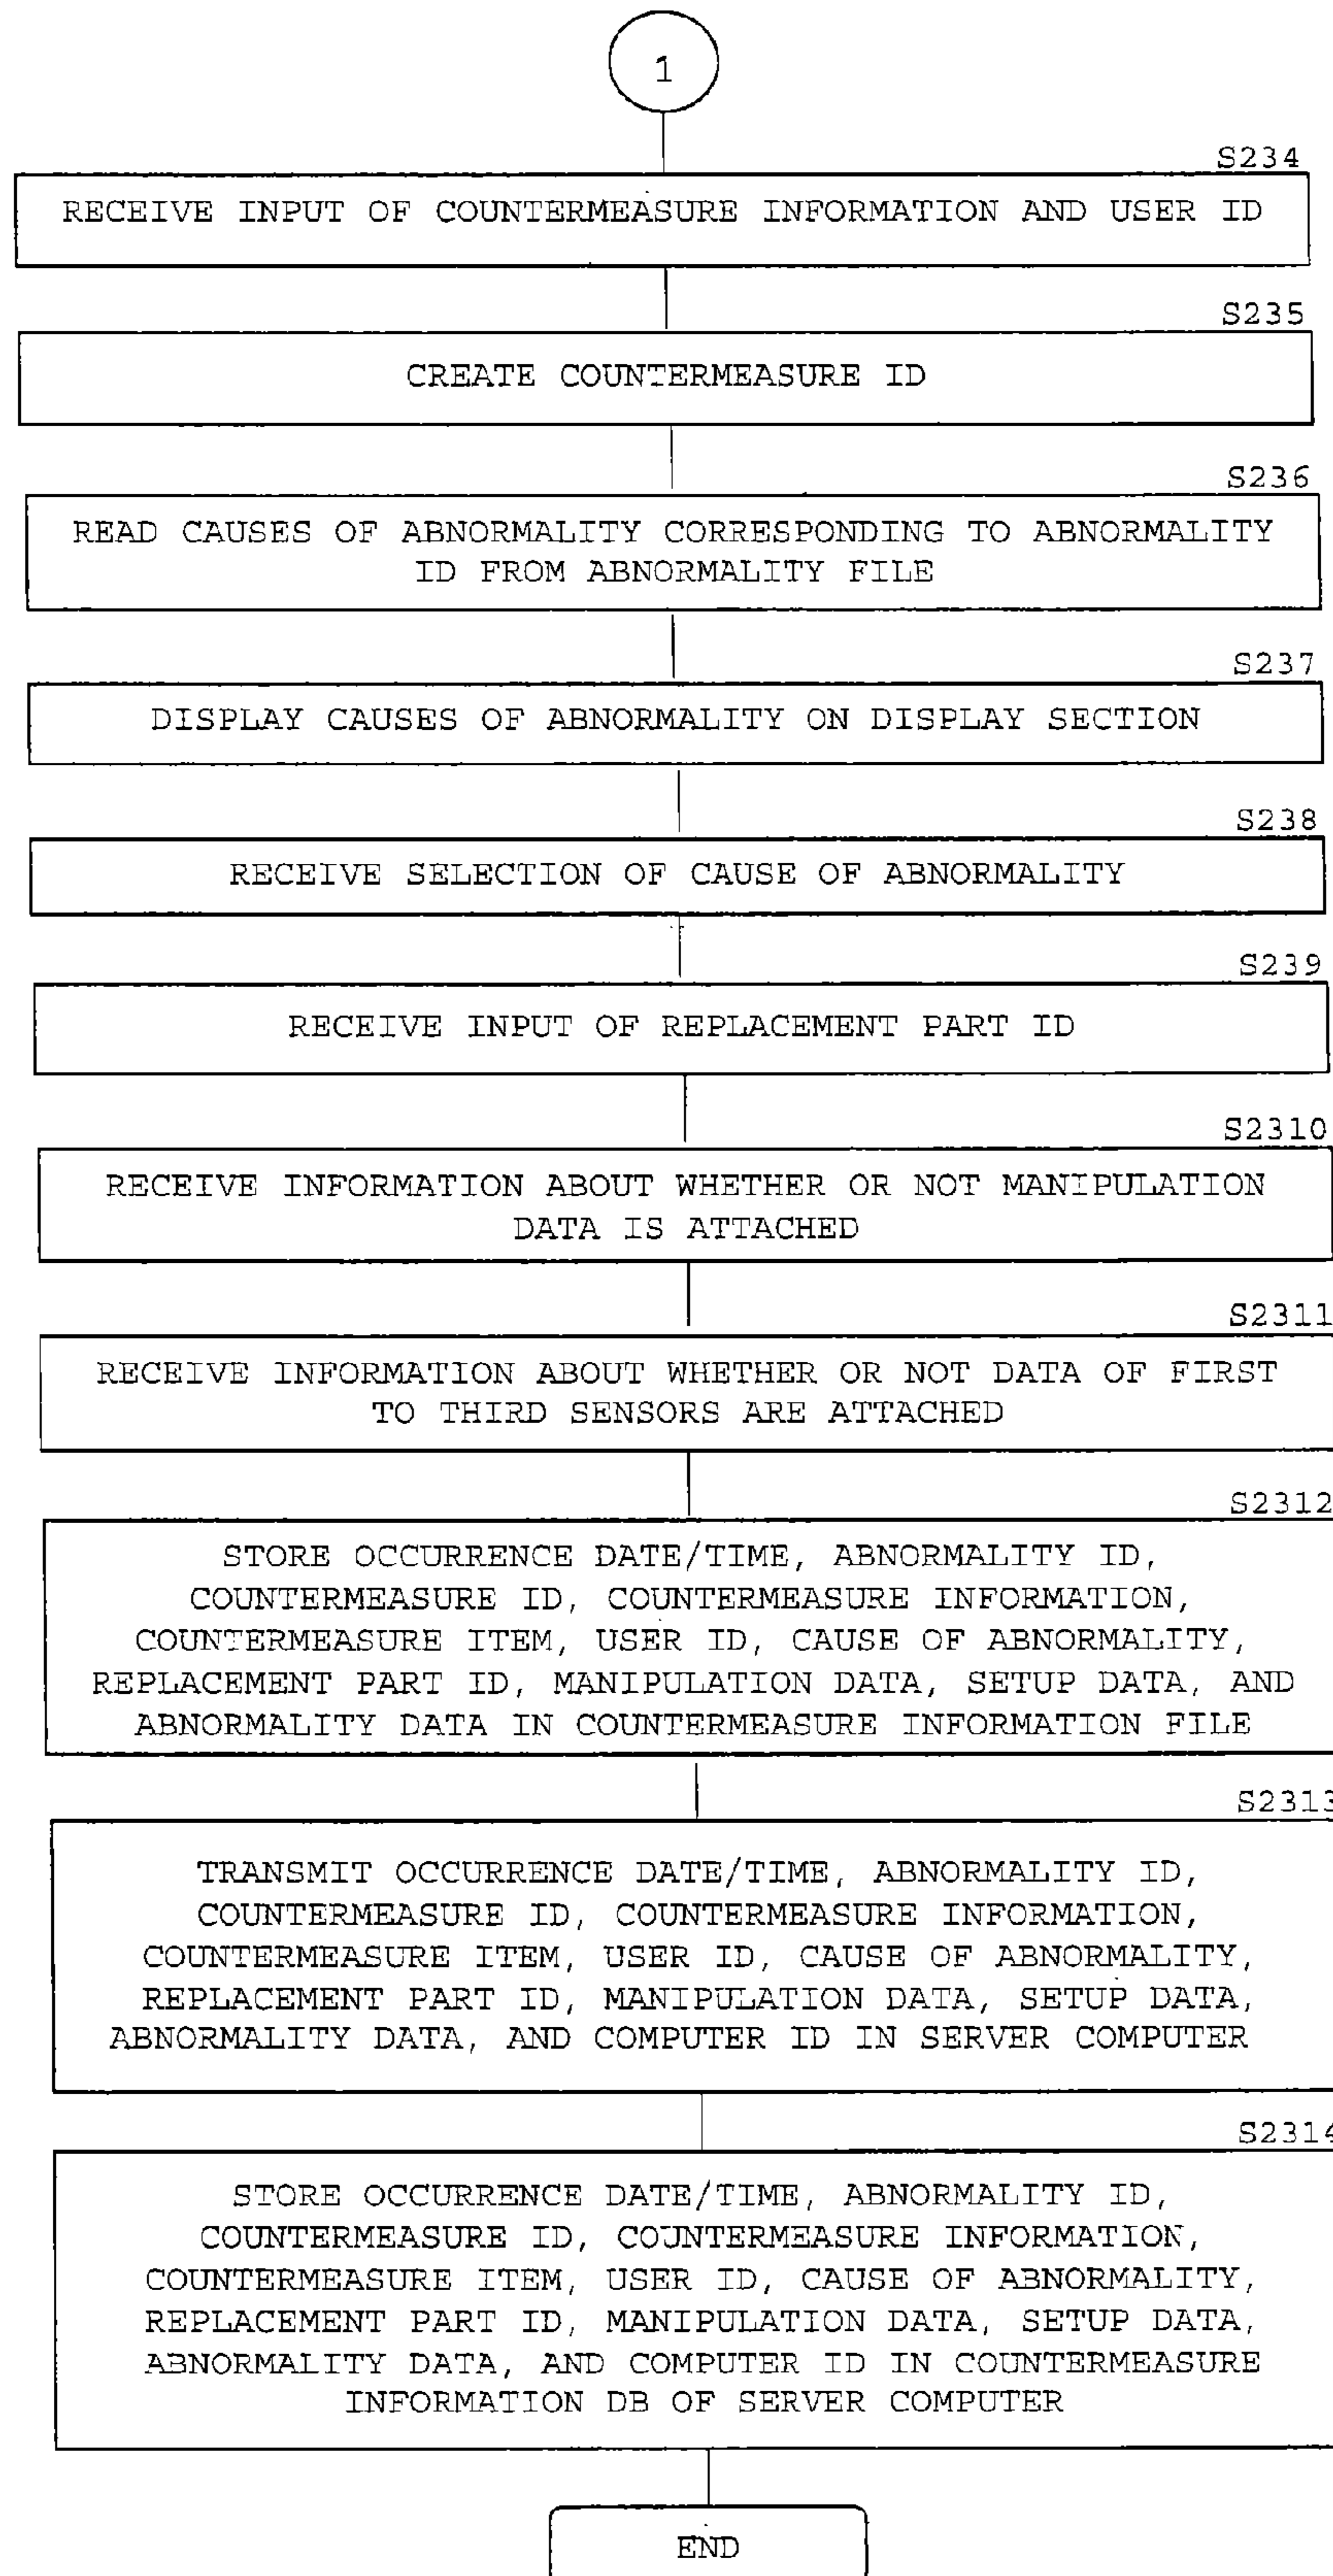 1
S234
RECEIVE INPUT OF COUNTERMEASURE INFORMATION AND USER ID
S235
CREATE COUNTERMEASURE ID
S236
READ CAUSES OF ABNORMALITY CORRESPONDING TO ABNORMALITY
ID FROM ABNORMALITY FILE
S237
DISPLAY CAUSES OF ABNORMALITY ON DISPLAY SECTION
S238
RECEIVE SELECTION OF CAUSE OF ABNORMALITY
S239
RECEIVE INPUT OF REPLACEMENT PART ID
S2310
RECEIVE INFORMATION ABOUT WHETHER OR NOT MANIPULATION
DATA IS ATTACHED
S2311
RECEIVE INFORMATION ABOUT WHETHER OR NOT DATA OF FIRST
TO THIRD SENSORS ARE ATTACHED
S2312
STORE OCCURRENCE DATE/TIME, ABNORMALITY ID,
COUNTERMEASURE ID, COUNTERMEASURE INFORMATION,
COUNTERMEASURE ITEM, USER ID, CAUSE OF ABNORMALITY,
REPLACEMENT PART ID, MANIPULATION DATA, SETUP DATA, AND
ABNORMALITY DATA IN COUNTERMEASURE INFORMATION FILE
S2313
TRANSMIT OCCURRENCE DATE/TIME, ABNORMALITY ID,
COUNTERMEASURE ID, COUNTERMEASURE INFORMATION,
COUNTERMEASURE ITEM, USER ID, CAUSE OF ABNORMALITY,
REPLACEMENT PART ID, MANIPULATION DATA, SETUP DATA,
ABNORMALITY DATA, AND COMPUTER ID IN SERVER COMPUTER
S2314
STORE OCCURRENCE DATE/TIME, ABNORMALITY ID,
COUNTERMEASURE ID, COUNTERMEASURE INFORMATION,
COUNTERMEASURE ITEM, USER ID, CAUSE OF ABNORMALITY,
REPLACEMENT PART ID, MANIPULATION DATA, SETUP DATA,
ABNORMALITY DATA, AND COMPUTER ID IN COUNTERMEASURE
INFORMATION DB OF SERVER COMPUTER
END